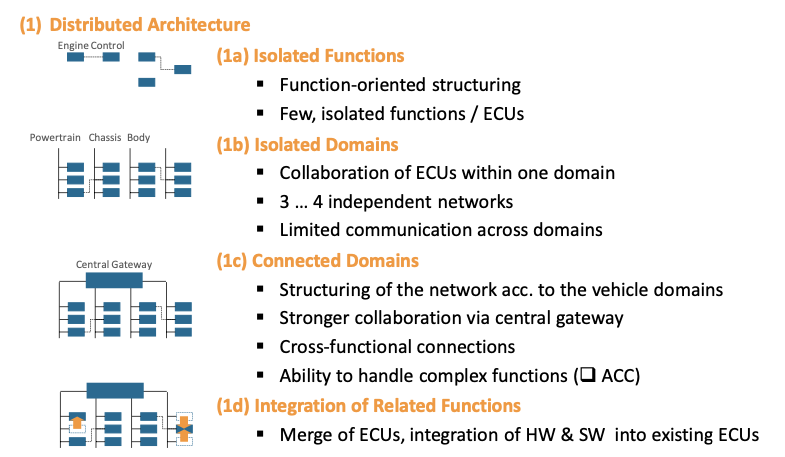 (1) Distributed Architecture
Engine Control
(1a) Isolated Functions
▪ Function-oriented structuring
▪ Few, isolated functions / ECUs
Powertrain Chassis Body
(1b) Isolated Domains
▪ Collaboration of ECUs within one domain
▪ 3 … 4 independent networks
▪ Limited communication across domains
Central Gateway
(1c) Connected Domains
▪ Structuring of the network acc. to the vehicle domains
▪ Stronger collaboration via central gateway
▪ Cross-functional connections
▪ Ability to handle complex functions (❑ ACC)
(1d) Integration of Related Functions
▪ Merge of ECUs, integration of HW & SW into existing ECUs